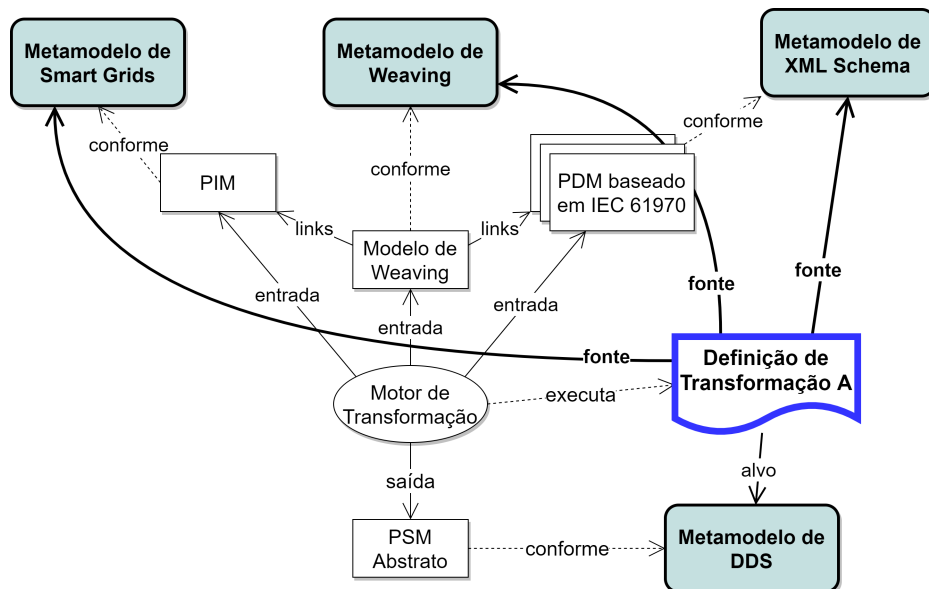 Metamodelo de
Smart Grids
Metamodelo de
Weaving
Metamodelo de
XML Schema
conforme
conforme
conforme
PIM
PDM baseado
em IEC 61970
links
links
Modelo de
Weaving
entrada
entrada
entrada
fonte
fonte
fonte
Definição de
Transformação A
Motor de
Transformação
executa
saída
alvo
PSM
Abstrato
conforme
Metamodelo de
DDS